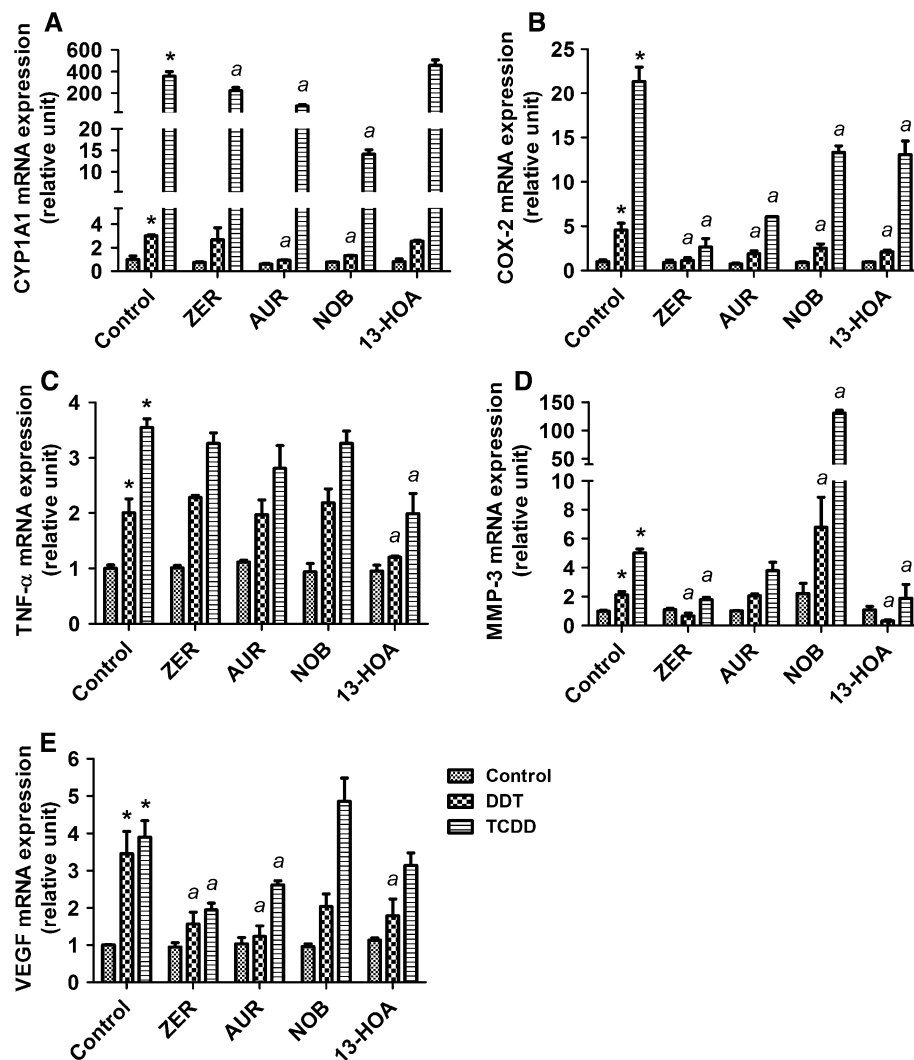 A
CYP1A1 mRNA expression
(relative unit)
600
400
200
20
15
10
4
2
0
*
*
a
a
a
a
a
Control
ZER
AUR
NOB
13-HOA
B
COX-2 mRNA expression
(relative unit)
25
20
15
10
5
0
*
*
a
a
a
a
a
a
a
a
Control
ZER
AUR
NOB
13-HOA
C
TNF-α mRNA expression
(relative unit)
4
3
2
1
0
*
*
a
a
Control
ZER
AUR
NOB
13-HOA
D
MMP-3 mRNA expression
(relative unit)
150
100
50
10
8
6
4
2
0
*
*
a
a
a
a
a
a
Control
ZER
AUR
NOB
13-HOA
E
VEGF mRNA expression
(relative unit)
6
5
4
3
2
1
0
*
*
a
a
a
a
a
Control
ZER
AUR
NOB
13-HOA
Control
DDT
TCDD